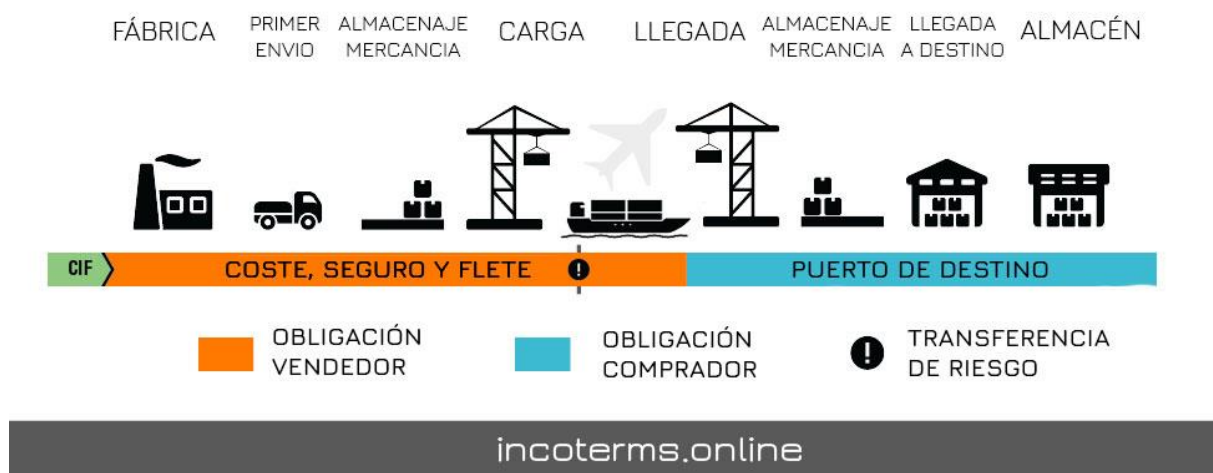 FÁBRICA
PRIMER
ENVIO
ALMACENAJE
MERCANCIA
CARGA
LLEGADA
ALMACENAJE
MERCANCIA
LLEGADA
A DESTINO
ALMACÉN
CIF
COSTE, SEGURO Y FLETE
PUERTO DE DESTINO
OBLIGACIÓN
VENDEDOR
OBLIGACIÓN
COMPRADOR
TRANSFERENCIA
DE RIESGO
incoterms.online